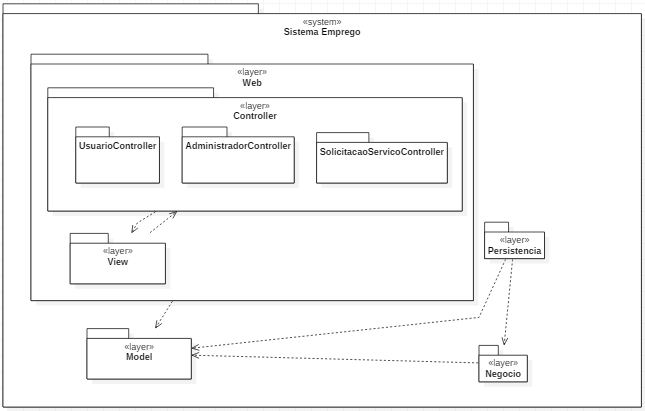 «system»
Sistema Emprego
«layer»
Web
«layer»
Controller
UsuarioController
AdministradorController
SolicitacaoServicoController
«layer»
View
«layer»
Persistencia
«layer»
Model
«layer»
Negocio